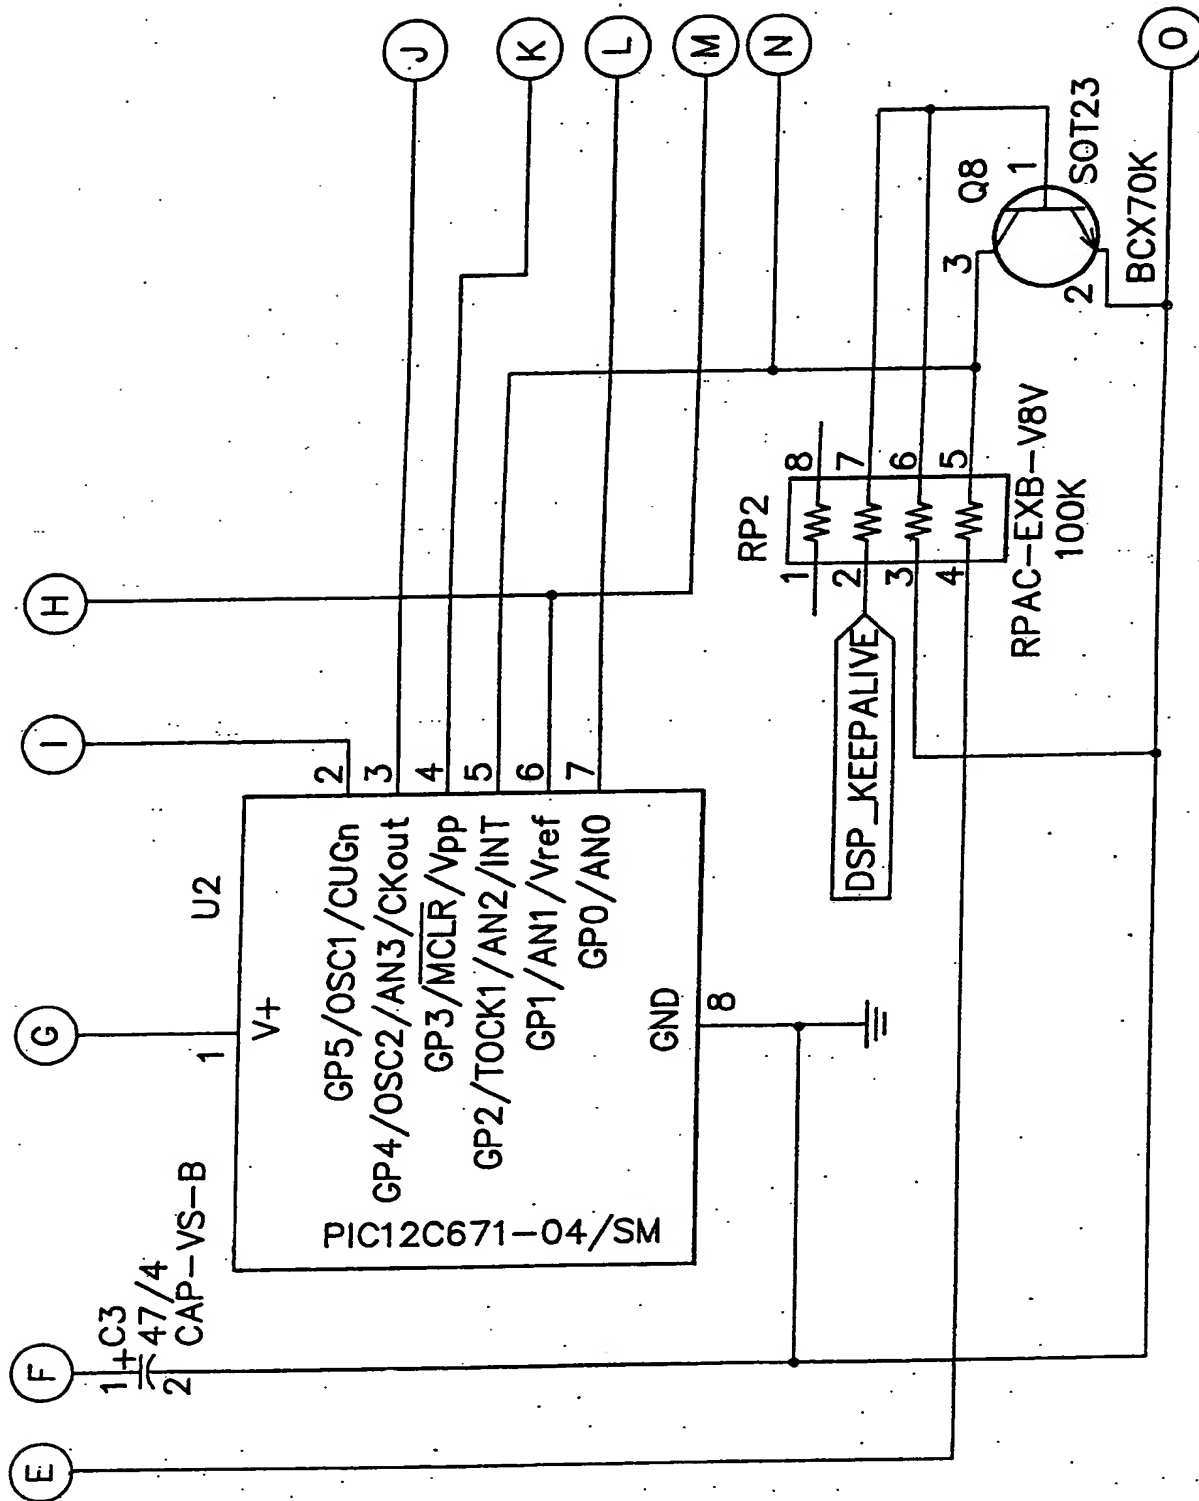 E
F
G
I
H
1
+
C3
47/4
2
CAP-VS-B
U2
1
V+
GP5/OSC1/CUGn
2
GP4/OSC2/AN3/CKout
3
GP3/MCLR/Vpp
4
GP2/TOCK1/AN2/INT
5
GP1/AN1/Vref
6
GP0/AN0
7
GND
8
PIC12C671-04/SM
J
K
L
M
N
RP2
1
8
DSP_KEEPALIVE
2
7
3
6
4
5
RPAC-EXB-V8V
100K
Q8
1
3
2
SOT23
BCX70K
O